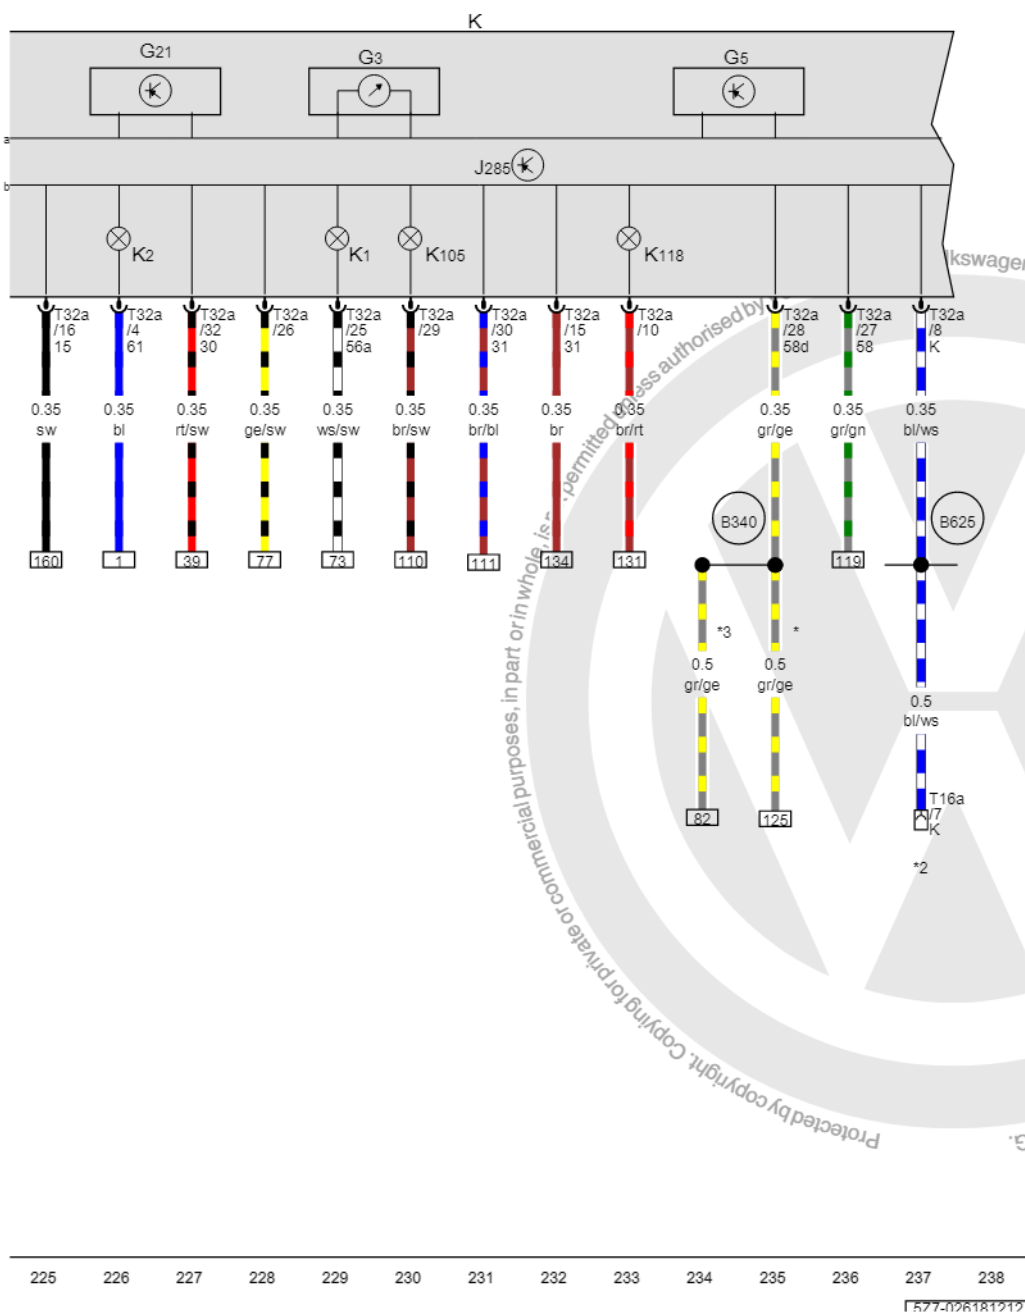 K
G21
G3
G5
a
J285
b
K2
K1
K105
K118
T32a
/16
15
T32a
/4
61
T32a
/32
30
T32a
/26
T32a
/25
56a
T32a
/29
T32a
/30
31
T32a
/15
31
T32a
/10
T32a
/28
58d
T32a
/27
58
T32a
/8
K
0.35
sw
0.35
bl
0.35
rt/sw
0.35
ge/sw
0.35
ws/sw
0.35
br/sw
0.35
br/bl
0.35
br
0.35
br/rt
0.35
gr/ge
0.35
gr/gn
0.35
bl/ws
B340
B625
160
1
39
77
73
110
111
134
131
119
*3
*
0.5
gr/ge
0.5
gr/ge
0.5
bl/ws
82
125
T16a
/7
K
*2
Protected by copyright. Copying for private or commercial purposes, in part or in whole, is permitted unless authorised by
225 226 227 228 229 230 231 232 233 234 235 236 237 238
577-026181212